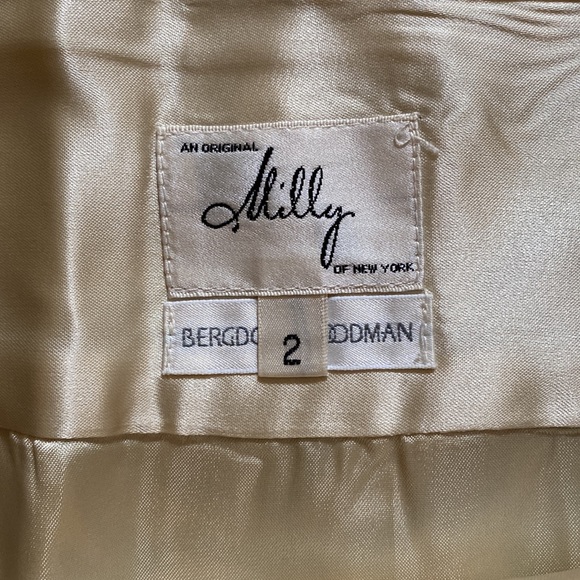 AN ORIGINAL
Milly
OF NEW YORK
BERGDO ODMAN
2